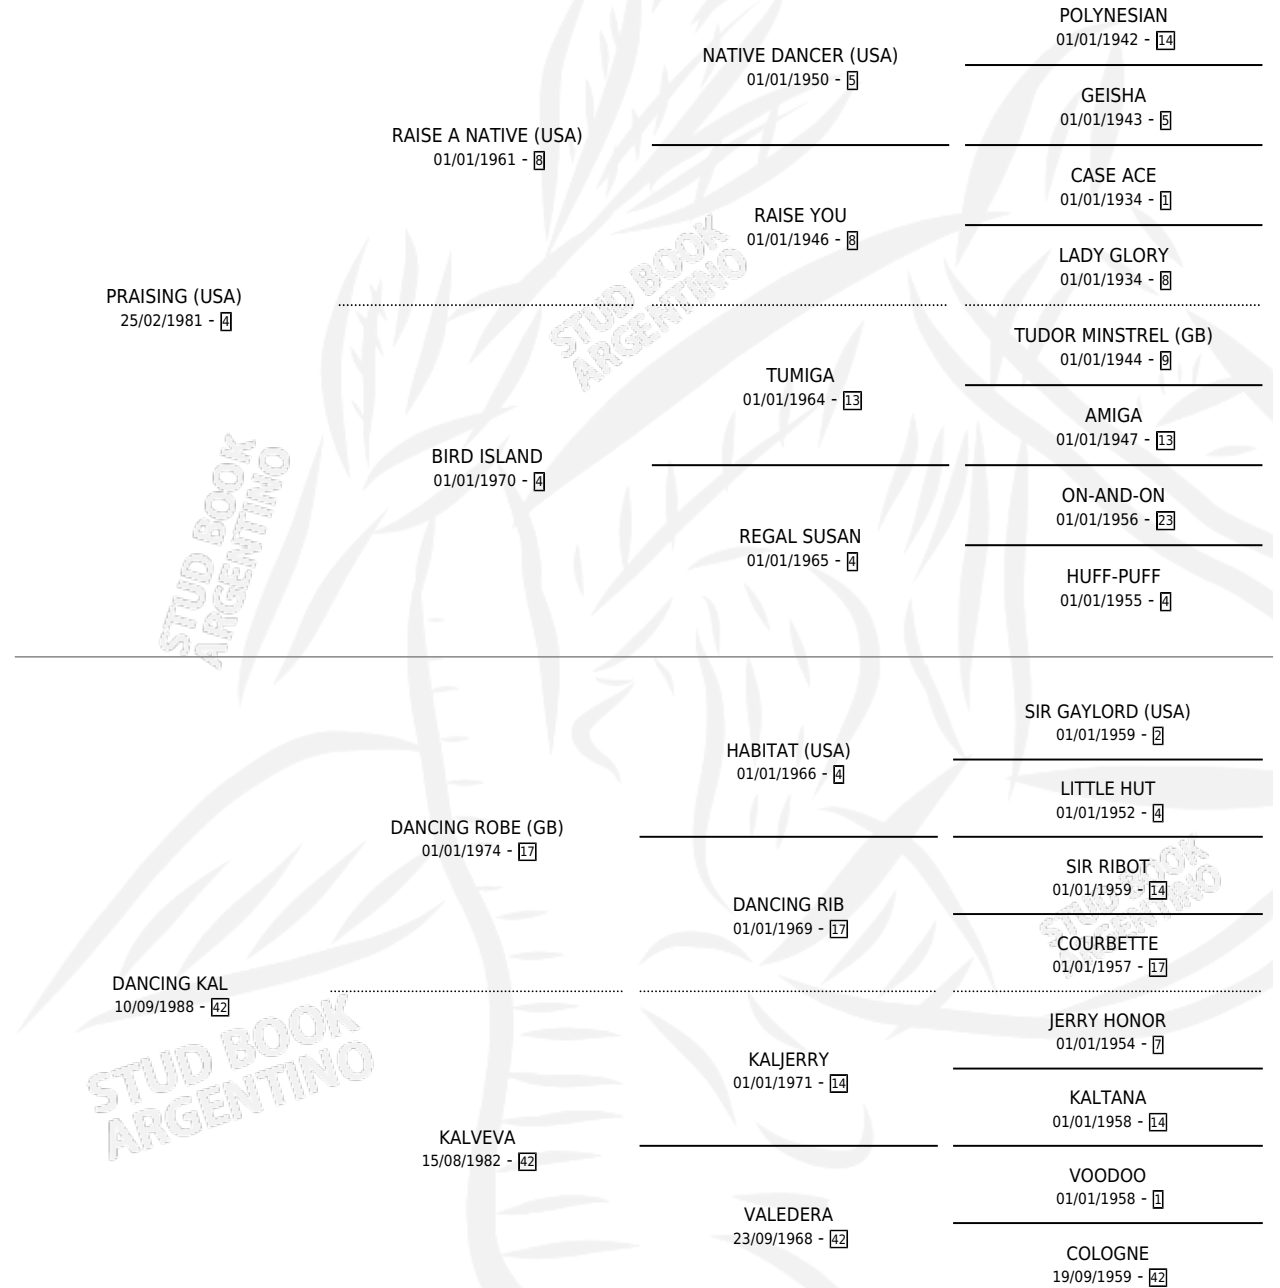 POLYNESIAN
01/01/1942 - 14
NATIVE DANCER (USA)
01/01/1950 - 5
GEISHA
01/01/1943 - 5
RAISE A NATIVE (USA)
01/01/1961 - 8
CASE ACE
01/01/1934 - 1
RAISE YOU
01/01/1946 - 8
LADY GLORY
01/01/1934 - 8
PRAISING (USA)
25/02/1981 - 4
TUDOR MINSTREL (GB)
01/01/1944 - 9
TUMIGA
01/01/1964 - 13
AMIGA
01/01/1947 - 13
BIRD ISLAND
01/01/1970 - 4
ON-AND-ON
01/01/1956 - 23
REGAL SUSAN
01/01/1965 - 4
HUFF-PUFF
01/01/1955 - 4
SIR GAYLORD (USA)
01/01/1959 - 2
HABITAT (USA)
01/01/1966 - 4
LITTLE HUT
01/01/1952 - 4
DANCING ROBE (GB)
01/01/1974 - 17
SIR RIBOT
01/01/1959 - 14
DANCING RIB
01/01/1969 - 17
COURBETTE
01/01/1957 - 17
DANCING KAL
10/09/1988 - 42
JERRY HONOR
01/01/1954 - 7
KALJERRY
01/01/1971 - 14
KALTANA
01/01/1958 - 14
KALVEVA
15/08/1982 - 42
VOODOO
01/01/1958 - 1
VALEDERA
23/09/1968 - 42
COLOGNE
19/09/1959 - 42
STUD BOOK
ARGENTINO
STUD BOOK
ARGENTINO
STUD BOOK
ARGENTINO
STUD BOOK
ARGENTINO